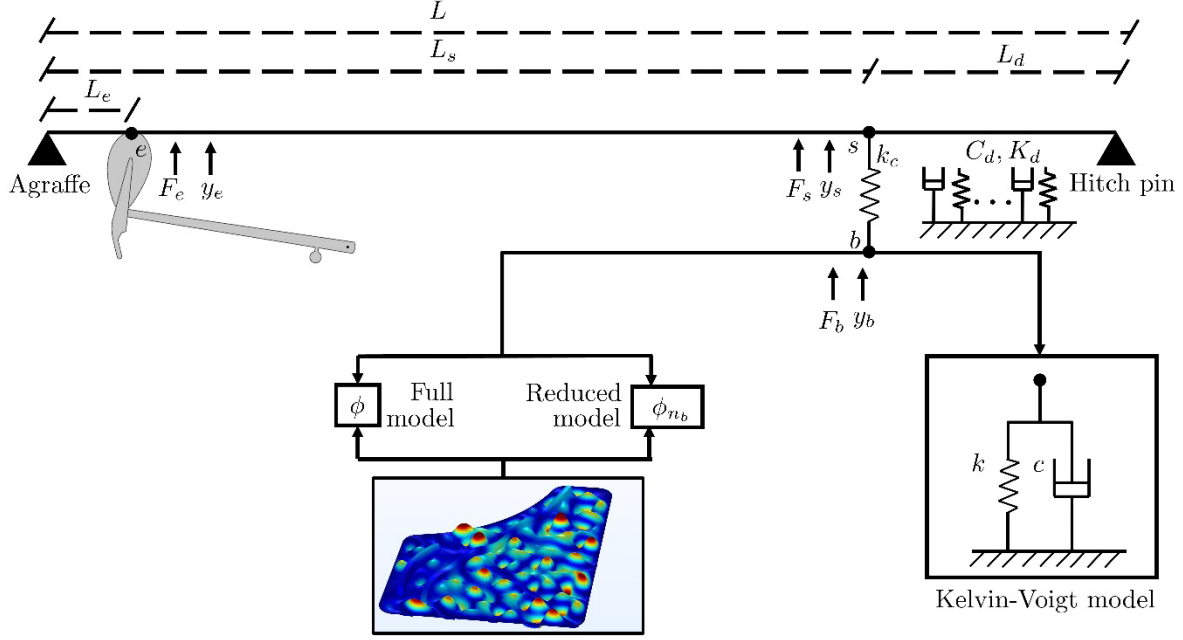 L
L_s
L_d
L_e
e
s
k_c
C_d, K_d
Agraffe
F_e
y_e
F_s
y_s
Hitch pin
...
b
F_b
y_b
ϕ
Full
model
Reduced
model
ϕ_{n_b}
k
c
Kelvin-Voigt model